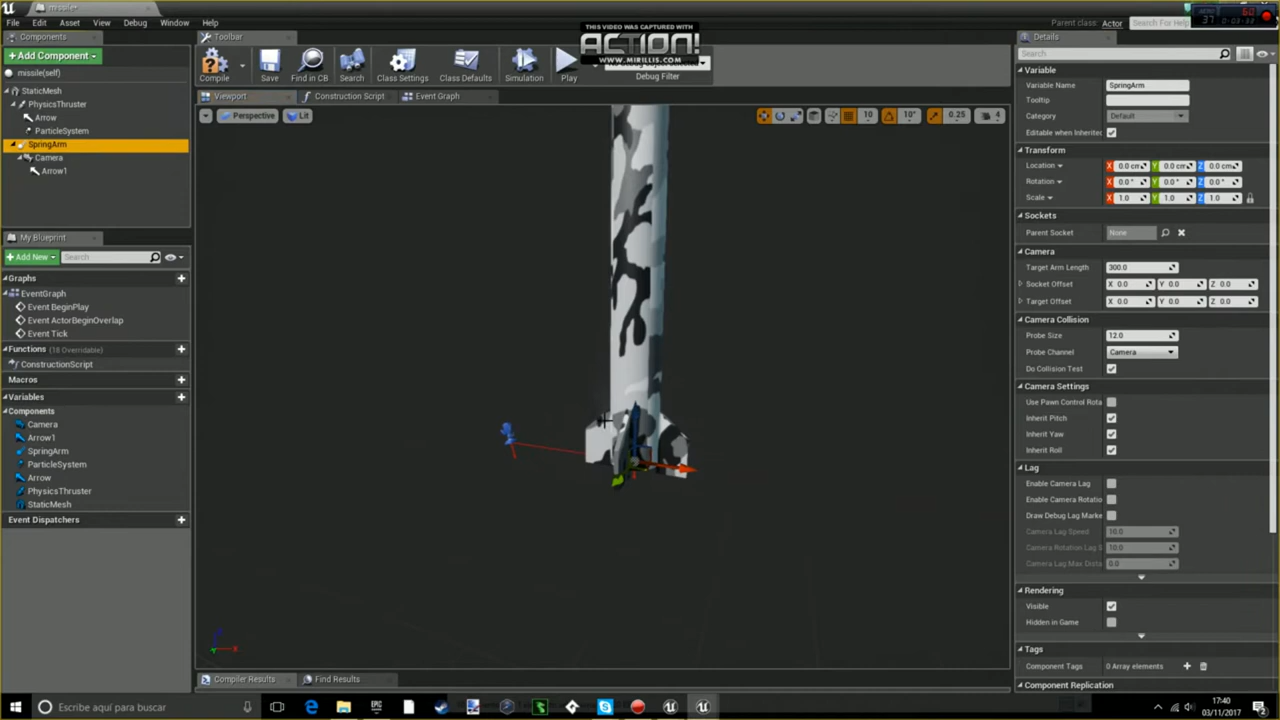 missile*
File Edit Asset View Debug Window Help
Parent class: Actor
Search For Help
THIS VIDEO WAS CAPTURED WITH
ACTION!
WWW.MIRILLIS.COM
60
37
Components
+ Add Component
missile(self)
StaticMesh
PhysicsThruster
Arrow
ParticleSystem
SpringArm
Camera
Arrow1
Toolbar
Compile
Save
Find in CB
Search
Class Settings
Class Defaults
Simulation
Play
Debug Filter
Viewport
Construction Script
Event Graph
Perspective
Lit
10
10°
0.25
4
My Blueprint
+ Add New
Search
Graphs
EventGraph
Event BeginPlay
Event ActorBeginOverlap
Event Tick
Functions (18 Overridable)
ConstructionScript
Macros
Variables
Components
Camera
Arrow1
SpringArm
ParticleSystem
Arrow
PhysicsThruster
StaticMesh
Event Dispatchers
Compiler Results
Find Results
Details
Search
Variable
Variable Name SpringArm
Tooltip
Category Default
Editable when Inherited
Transform
Location X 0.0 cm Y 0.0 cm Z 0.0 cm
Rotation X 0.0 ° Y 0.0 ° Z 0.0 °
Scale X 1.0 Y 1.0 Z 1.0
Sockets
Parent Socket None
Camera
Target Arm Length 300.0
Socket Offset X 0.0 Y 0.0 Z 0.0
Target Offset X 0.0 Y 0.0 Z 0.0
Camera Collision
Probe Size 12.0
Probe Channel Camera
Do Collision Test
Camera Settings
Use Pawn Control Rota
Inherit Pitch
Inherit Yaw
Inherit Roll
Lag
Enable Camera Lag
Enable Camera Rotatio
Draw Debug Lag Marke
Camera Lag Speed 10.0
Camera Rotation Lag S 10.0
Camera Lag Max Dista 0.0
Rendering
Visible
Hidden in Game
Tags
Component Tags 0 Array elements
Component Replication
Escribe aquí para buscar
17:40
03/11/2017